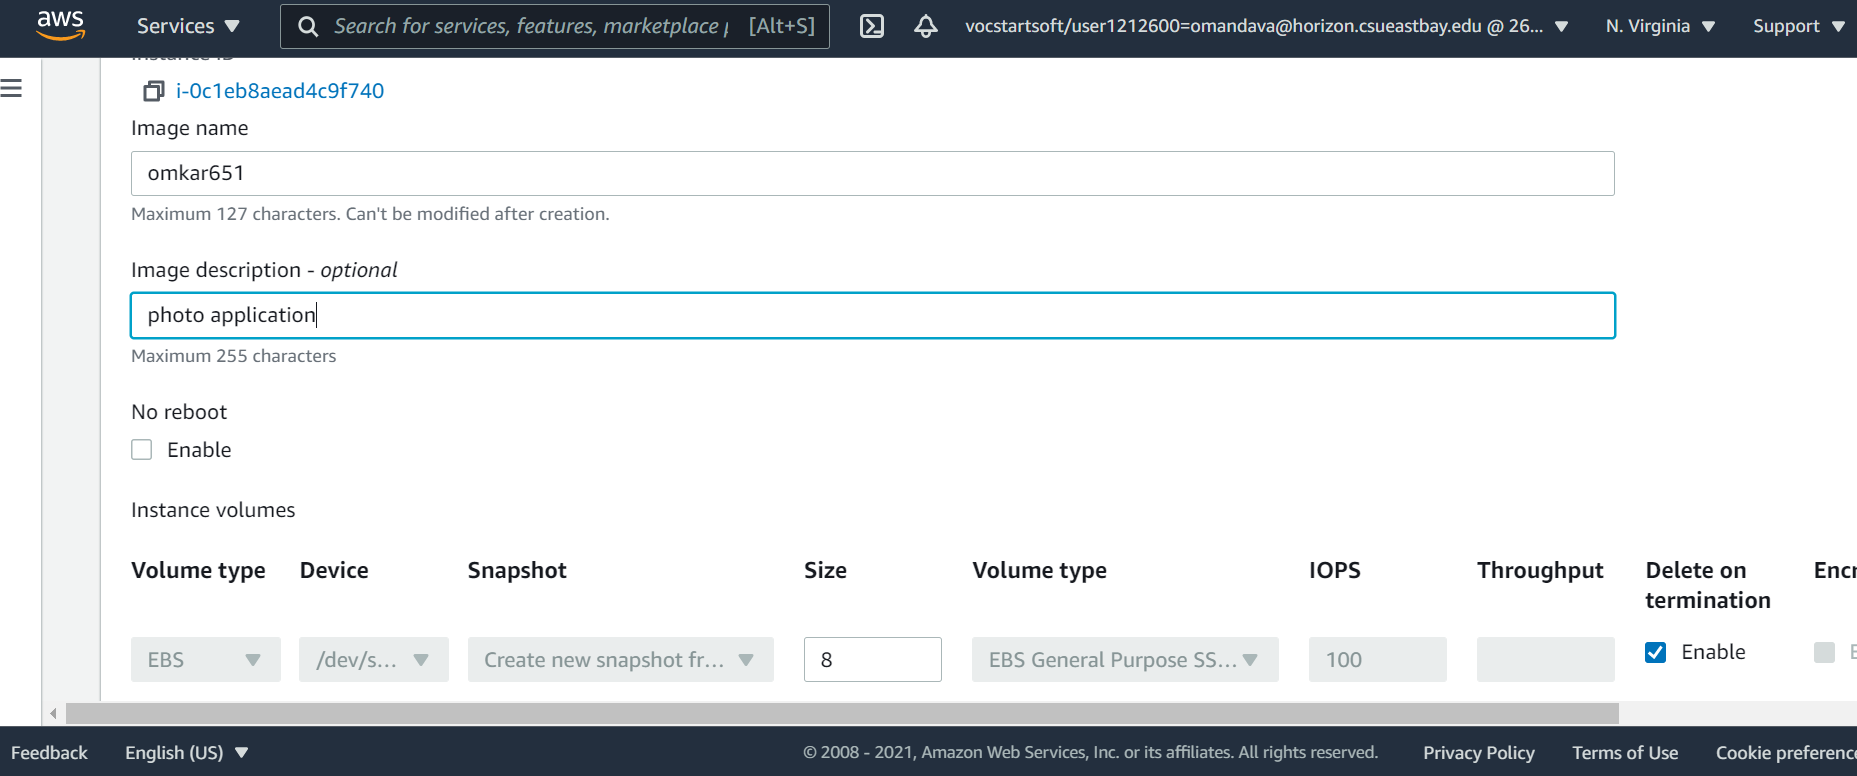 aws
Services
Search for services, features, marketplace p
[Alt+S]
vocstartsoft/user1212600=omandava@horizon.csueastbay.edu @ 26...
N. Virginia
Support
Instance ID
i-0c1eb8aead4c9f740
Image name
omkar651
Maximum 127 characters. Can't be modified after creation.
Image description - optional
photo application
Maximum 255 characters
No reboot
Enable
Instance volumes
Volume type Device Snapshot Size Volume type IOPS Throughput Delete on termination Encr
EBS /dev/s... Create new snapshot fr... 8 EBS General Purpose SS... 100 Enable E
Feedback English (US) © 2008 - 2021, Amazon Web Services, Inc. or its affiliates. All rights reserved. Privacy Policy Terms of Use Cookie preference